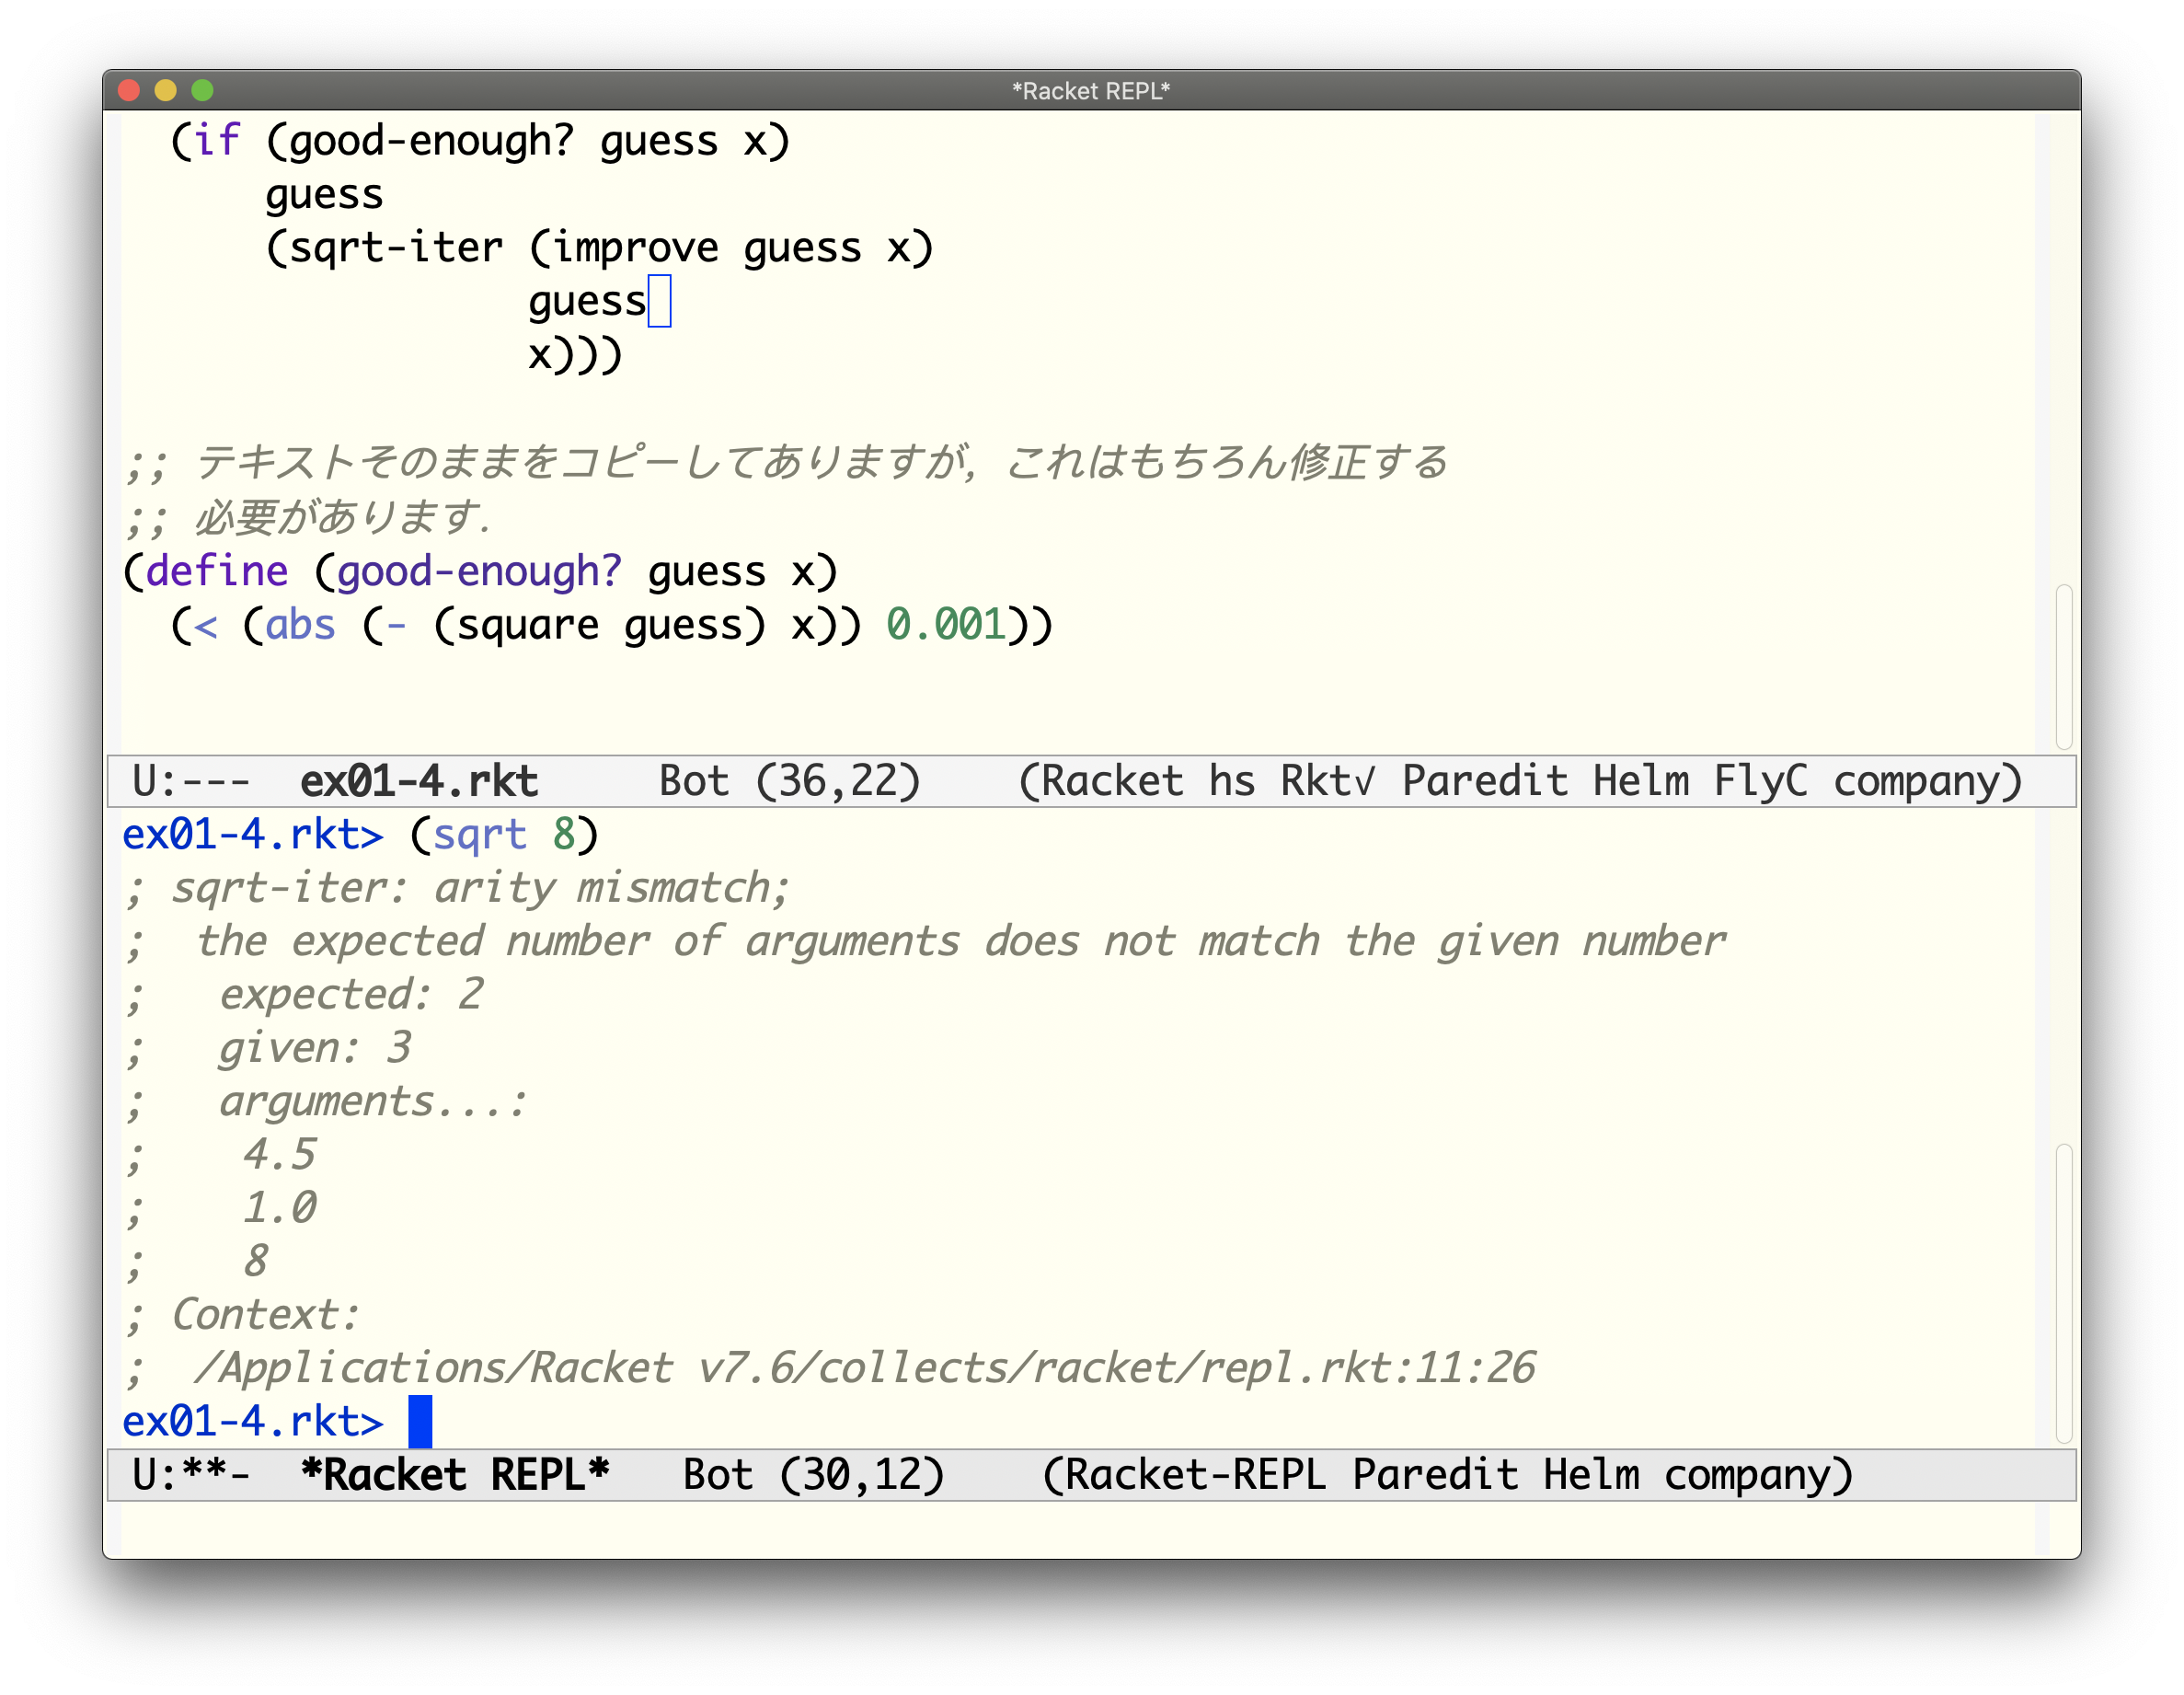 *Racket REPL*
(if (good-enough? guess x)
guess
(sqrt-iter (improve guess x)
guess
x)))
;; テキストそのままをコピーしてありますが，これはもちろん修正する
;; 必要があります．
(define (good-enough? guess x)
(< (abs (- (square guess) x)) 0.001))
U:--- ex01-4.rkt Bot (36,22) (Racket hs Rkt√ Paredit Helm FlyC company)
ex01-4.rkt> (sqrt 8)
; sqrt-iter: arity mismatch;
; the expected number of arguments does not match the given number
; expected: 2
; given: 3
; arguments...:
; 4.5
; 1.0
; 8
; Context:
; /Applications/Racket v7.6/collects/racket/repl.rkt:11:26
ex01-4.rkt>
U:**- *Racket REPL* Bot (30,12) (Racket-REPL Paredit Helm company)